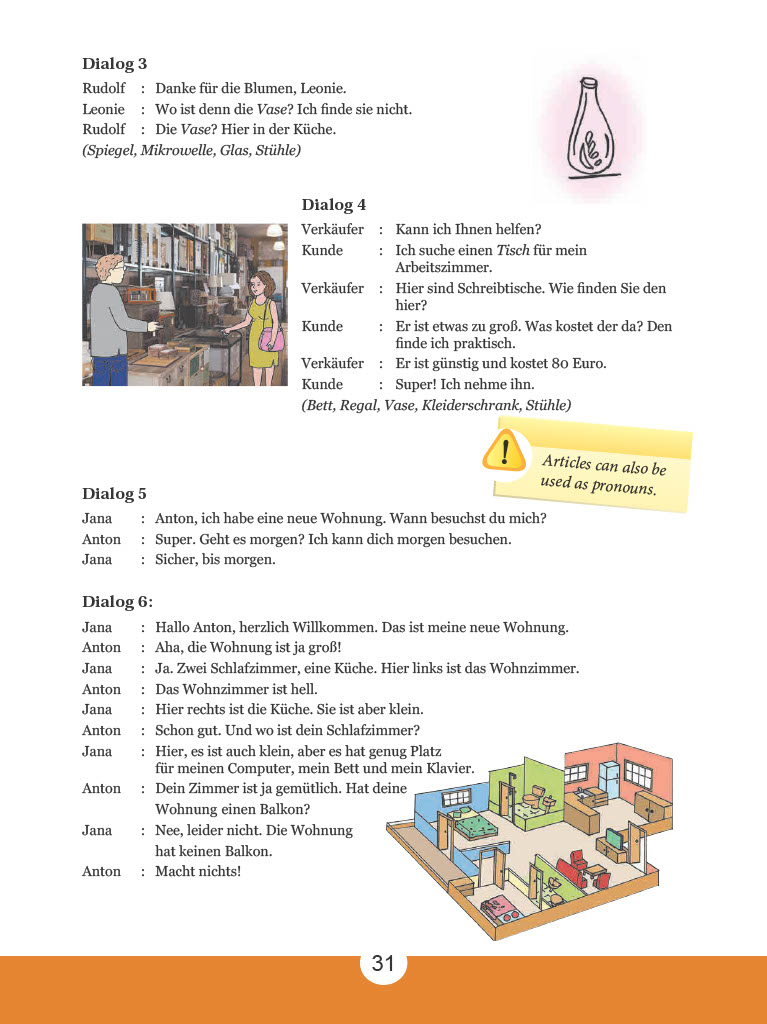 Dialog 3
Rudolf : Danke für die Blumen, Leonie.
Leonie : Wo ist denn die Vase? Ich finde sie nicht.
Rudolf : Die Vase? Hier in der Küche.
(Spiegel, Mikrowelle, Glas, Stühle)
Dialog 4
Verkäufer : Kann ich Ihnen helfen?
Kunde : Ich suche einen Tisch für mein
Arbeitszimmer.
Verkäufer : Hier sind Schreibtische. Wie finden Sie den
hier?
Kunde : Er ist etwas zu groß. Was kostet der da? Den
finde ich praktisch.
Verkäufer : Er ist günstig und kostet 80 Euro.
Kunde : Super! Ich nehme ihn.
(Bett, Regal, Vase, Kleiderschrank, Stühle)
!
Articles can also be
used as pronouns.
Dialog 5
Jana : Anton, ich habe eine neue Wohnung. Wann besuchst du mich?
Anton : Super. Geht es morgen? Ich kann dich morgen besuchen.
Jana : Sicher, bis morgen.
Dialog 6:
Jana : Hallo Anton, herzlich Willkommen. Das ist meine neue Wohnung.
Anton : Aha, die Wohnung ist ja groß!
Jana : Ja. Zwei Schlafzimmer, eine Küche. Hier links ist das Wohnzimmer.
Anton : Das Wohnzimmer ist hell.
Jana : Hier rechts ist die Küche. Sie ist aber klein.
Anton : Schon gut. Und wo ist dein Schlafzimmer?
Jana : Hier, es ist auch klein, aber es hat genug Platz
für meinen Computer, mein Bett und mein Klavier.
Anton : Dein Zimmer ist ja gemütlich. Hat deine
Wohnung einen Balkon?
Jana : Nee, leider nicht. Die Wohnung
hat keinen Balkon.
Anton : Macht nichts!
31